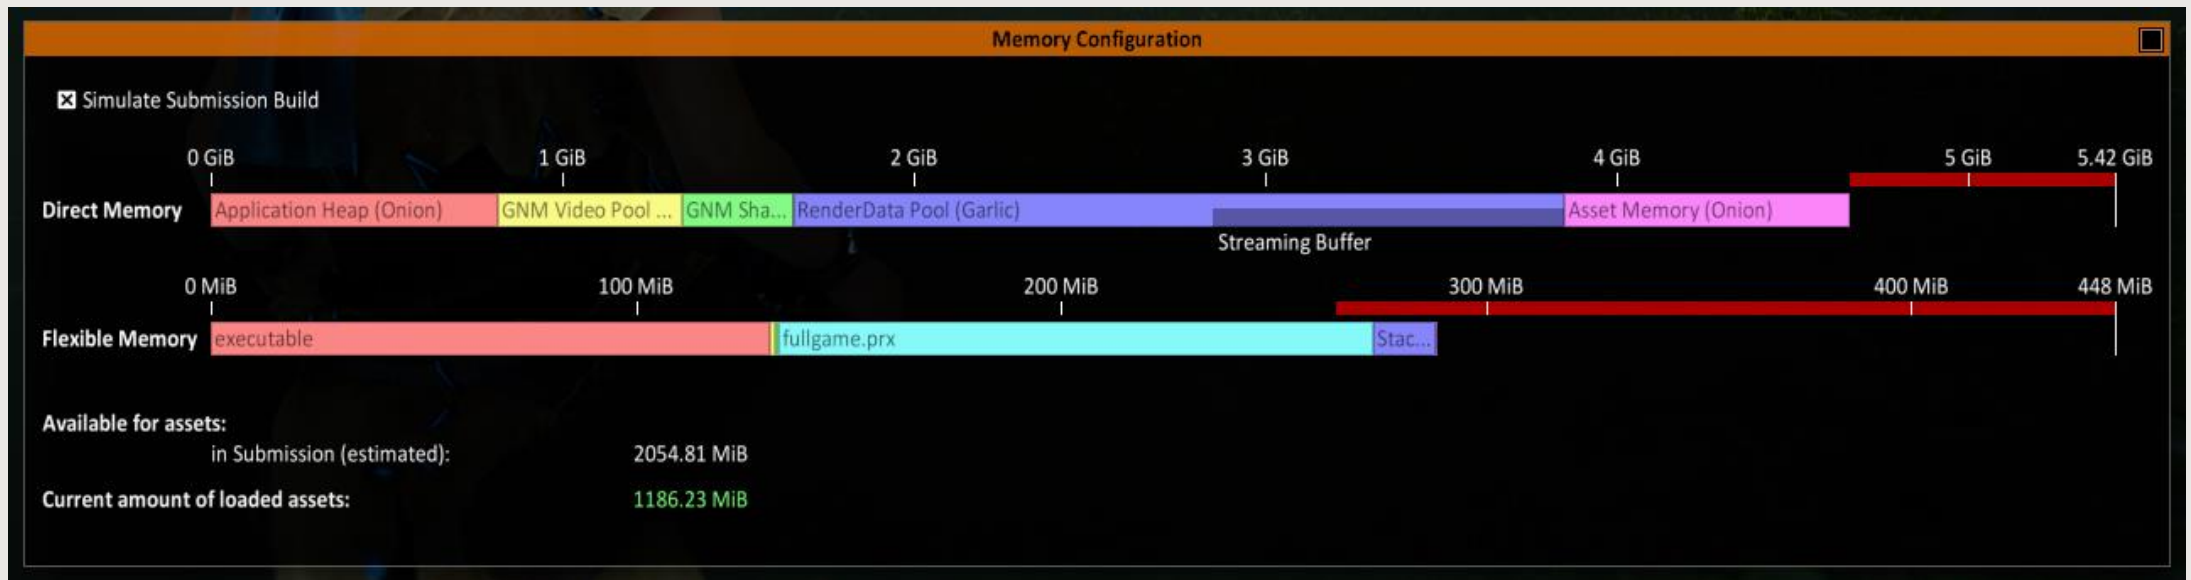 Memory Configuration
Simulate Submission Build
0 GiB 1 GiB 2 GiB 3 GiB 4 GiB 5 GiB 5.42 GiB
Direct Memory Application Heap (Onion) GNM Video Pool ... GNM Sha... RenderData Pool (Garlic) Asset Memory (Onion)
Streaming Buffer
0 MiB 100 MiB 200 MiB 300 MiB 400 MiB 448 MiB
Flexible Memory executable fullgame.prx Stac...
Available for assets:
in Submission (estimated): 2054.81 MiB
Current amount of loaded assets: 1186.23 MiB